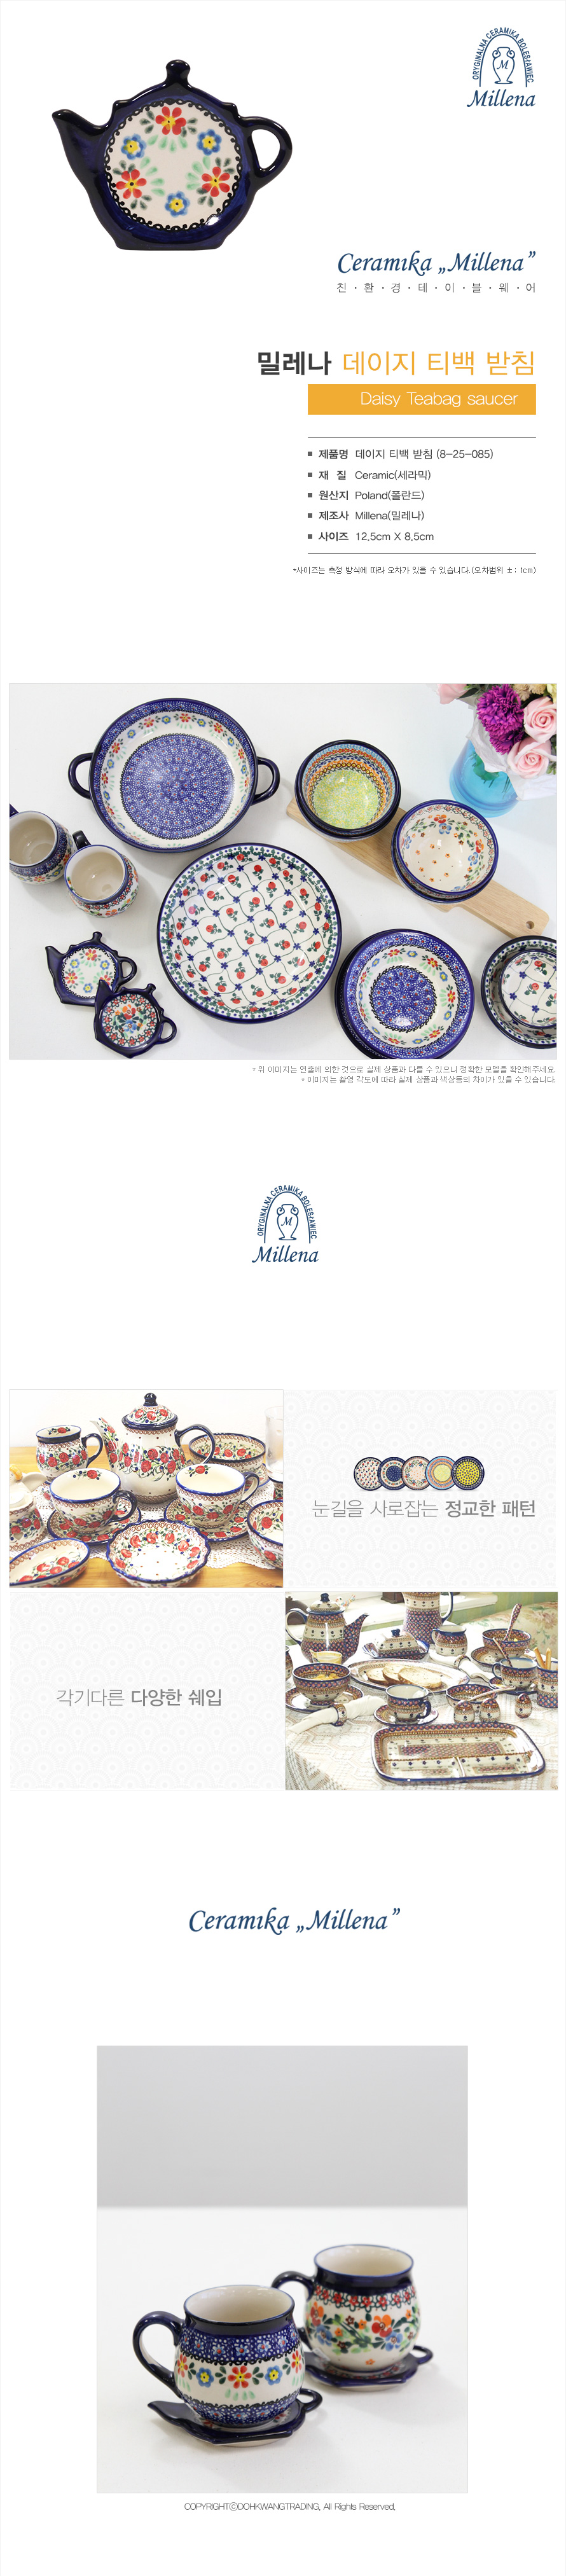 ORYGINALNA CERAMIKA BOLESŁAWIEC
M
Millena
Ceramika „Millena”
친・환・경・테・이・블・웨・어
밀레나 데이지 티백 받침
Daisy Teabag saucer
제품명 데이지 티백 받침 (8-25-085)
재 질 Ceramic(세라믹)
원산지 Poland(폴란드)
제조사 Millena(밀레나)
사이즈 12.5cm X 8.5cm
*사이즈는 측정 방식에 따라 오차가 있을 수 있습니다.(오차범위 ± : 1cm)
* 위 이미지는 연출에 의한 것으로 실제 상품과 다를 수 있으니 정확한 모델을 확인해주세요.
* 이미지는 촬영 각도에 따라 실제 상품과 색상등의 차이가 있을 수 있습니다.
ORYGINALNA CERAMIKA BOLESŁAWIEC
M
Millena
눈길을 사로잡는 정교한 패턴
각기다른 다양한 쉐입
Ceramika „Millena”
COPYRIGHTⓒDOHKWANGTRADING. All Rights Reserved.